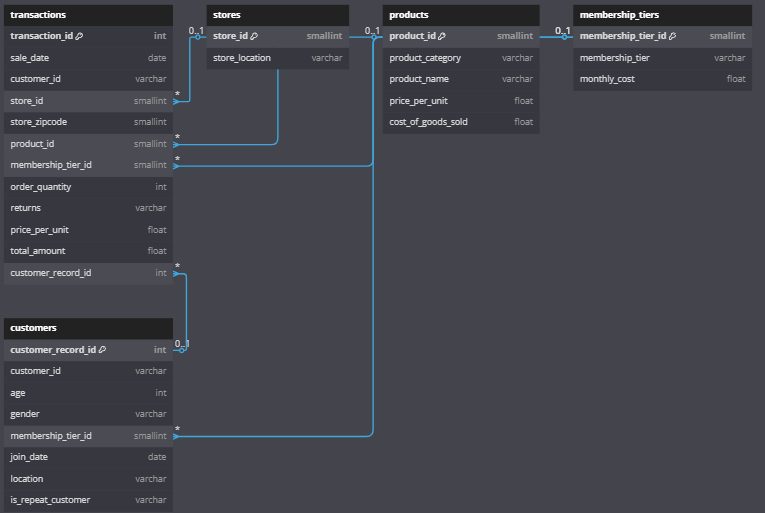 transactions
transaction_id int
sale_date date
customer_id varchar
store_id smallint
store_zipcode smallint
product_id smallint
membership_tier_id smallint
order_quantity int
returns varchar
price_per_unit float
total_amount float
customer_record_id int
0..1
*
*
*
*
stores
store_id smallint
store_location varchar
0..1
products
product_id smallint
product_category varchar
product_name varchar
price_per_unit float
cost_of_goods_sold float
0..1
membership_tiers
membership_tier_id smallint
membership_tier varchar
monthly_cost float
customers
customer_record_id int
customer_id varchar
age int
gender varchar
membership_tier_id smallint
join_date date
location varchar
is_repeat_customer varchar
0..1
*